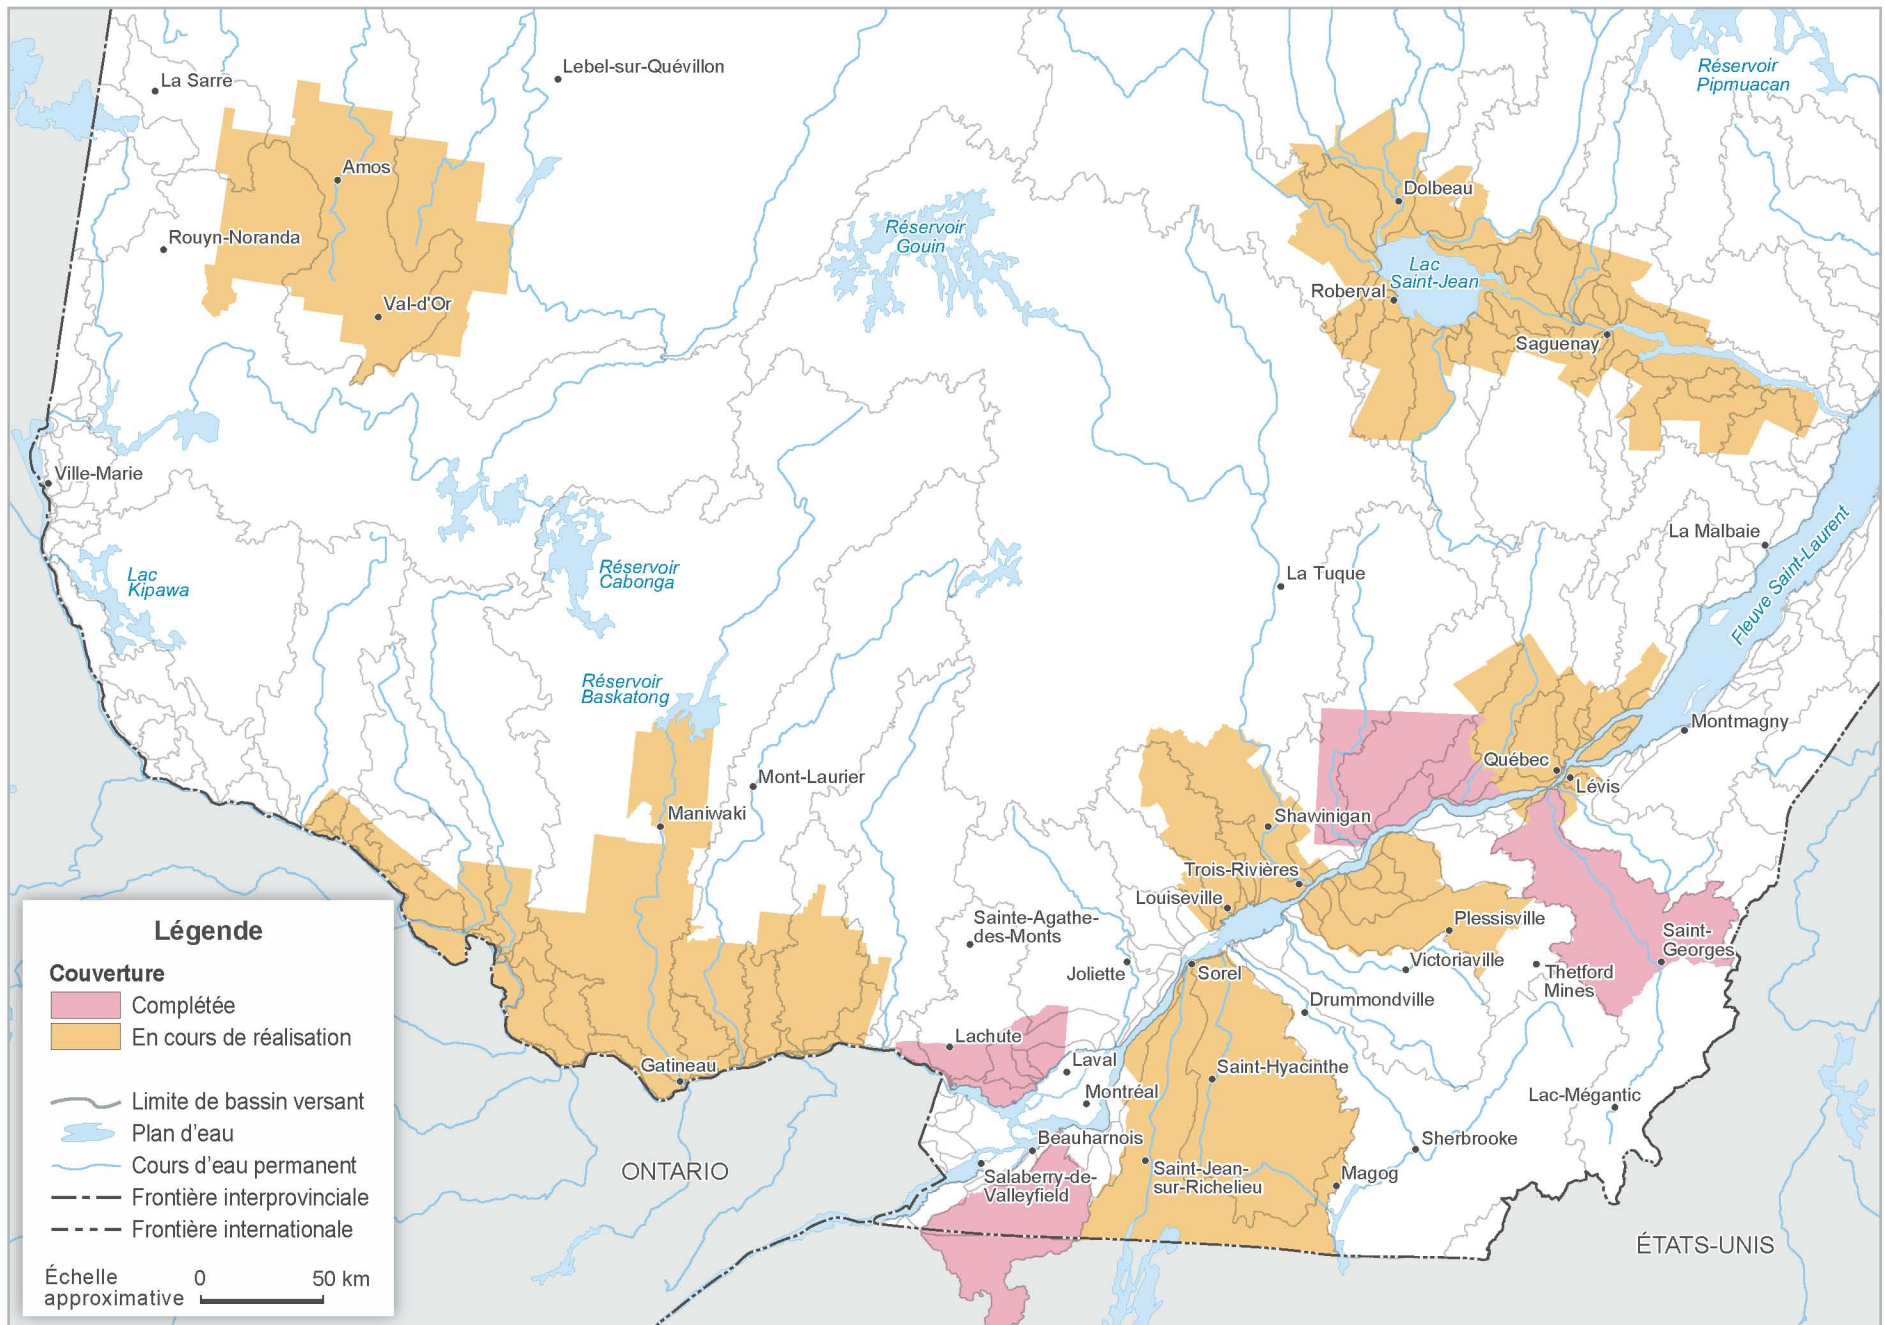 La Sarre
Lebel-sur-Quévillon
Réservoir
Pipmuacan
Amos
Dolbeau
Rouyn-Noranda
Réservoir
Gouin
Lac
Saint-Jean
Roberval
Val-d'Or
Saguenay
Ville-Marie
La Malbaie
Fleuve Saint-Laurent
Lac
Kipawa
Réservoir
Cabonga
La Tuque
Réservoir
Baskatong
Montmagny
Québec
Lévis
Mont-Laurier
Maniwaki
Shawinigan
Trois-Rivières
Louiseville
Sainte-Agathe-
des-Monts
Plessisville
Saint-
Georges
Joliette
Sorel
Victoriaville
Thetford
Mines
Drummondville
Lachute
Laval
Gatineau
Saint-Hyacinthe
Montréal
Lac-Mégantic
Beauharnois
Sherbrooke
Salaberry-de-
Valleyfield
Saint-Jean-
sur-Richelieu
Magog
ONTARIO
ÉTATS-UNIS
Légende
Couverture
Complétée
En cours de réalisation
Limite de bassin versant
Plan d'eau
Cours d'eau permanent
Frontière interprovinciale
Frontière internationale
Échelle
approximative
0 50 km